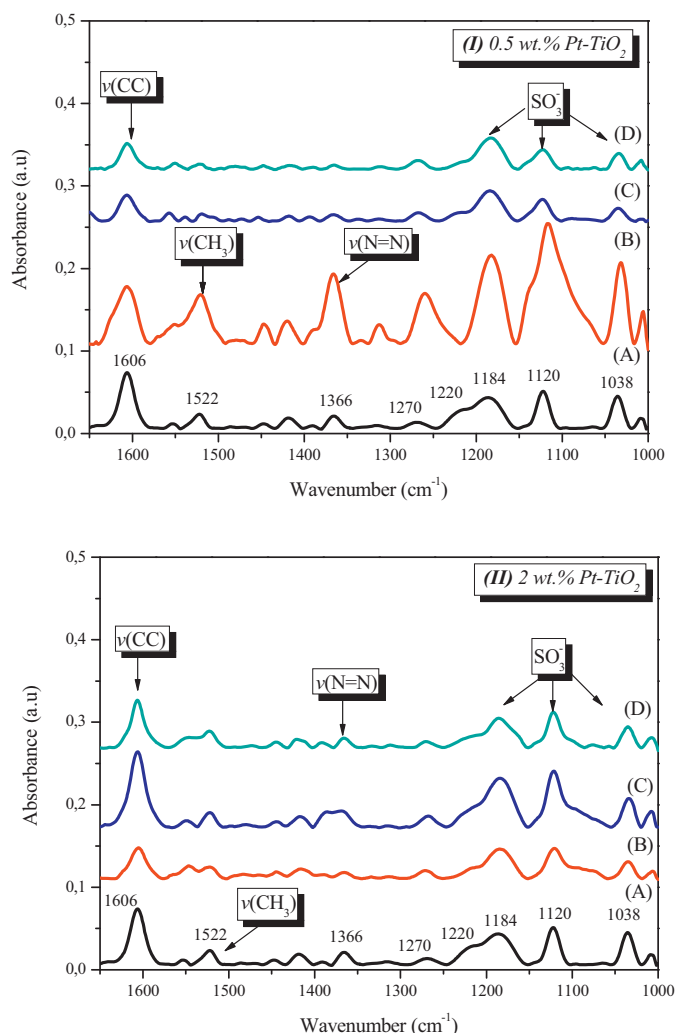 0,5
(I) 0.5 wt.% Pt-TiO2
0,4
ν(CC)
SO3-
(D)
0,3
(C)
ν(CH3)
ν(N=N)
(B)
0,2
0,1
(A)
1606
1522
1366
1270
1220
1184
1120
1038
0,0
1600 1500 1400 1300 1200 1100 1000
Absorbance (a.u)
Wavenumber (cm-1)
0,5
(II) 2 wt.% Pt-TiO2
0,4
ν(CC)
SO3-
ν(N=N)
(D)
0,3
(C)
0,2
(B)
0,1
(A)
1606
ν(CH3)
1522
1366
1270
1220
1184
1120
1038
0,0
1600 1500 1400 1300 1200 1100 1000
Absorbance (a.u)
Wavenumber (cm-1)